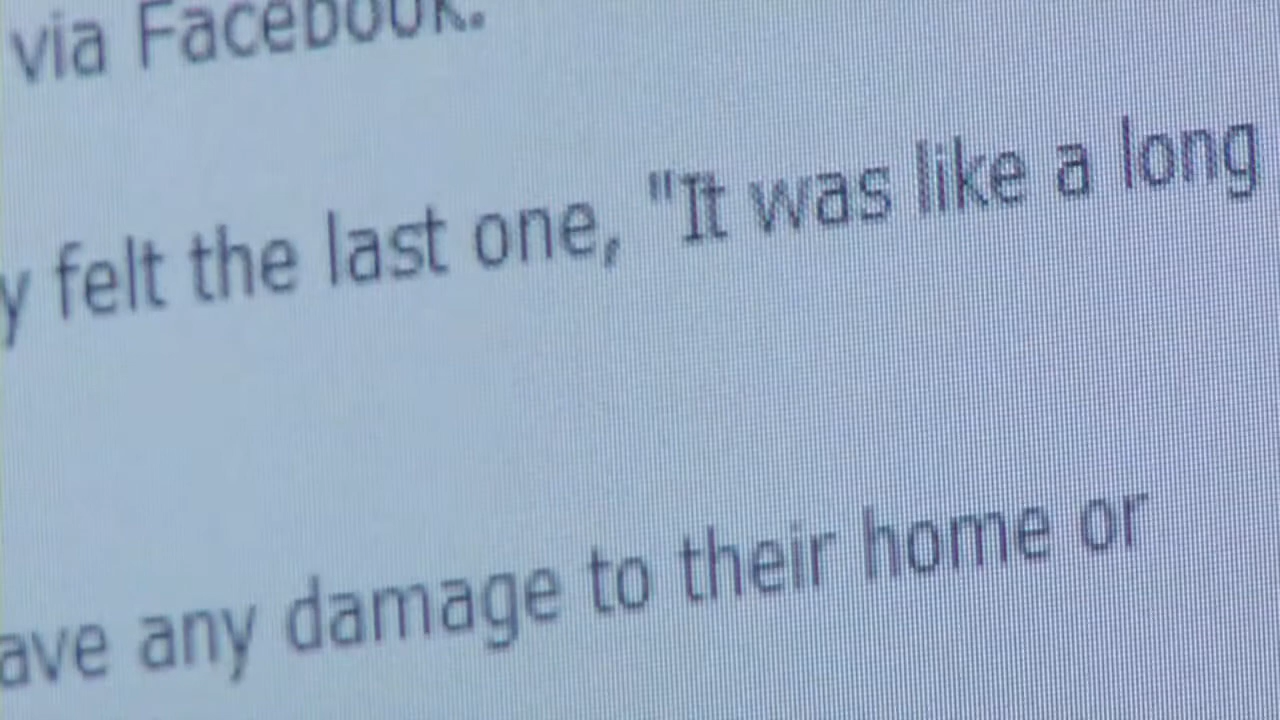 via Facebook.
y felt the last one, "It was like a long
ave any damage to their home or